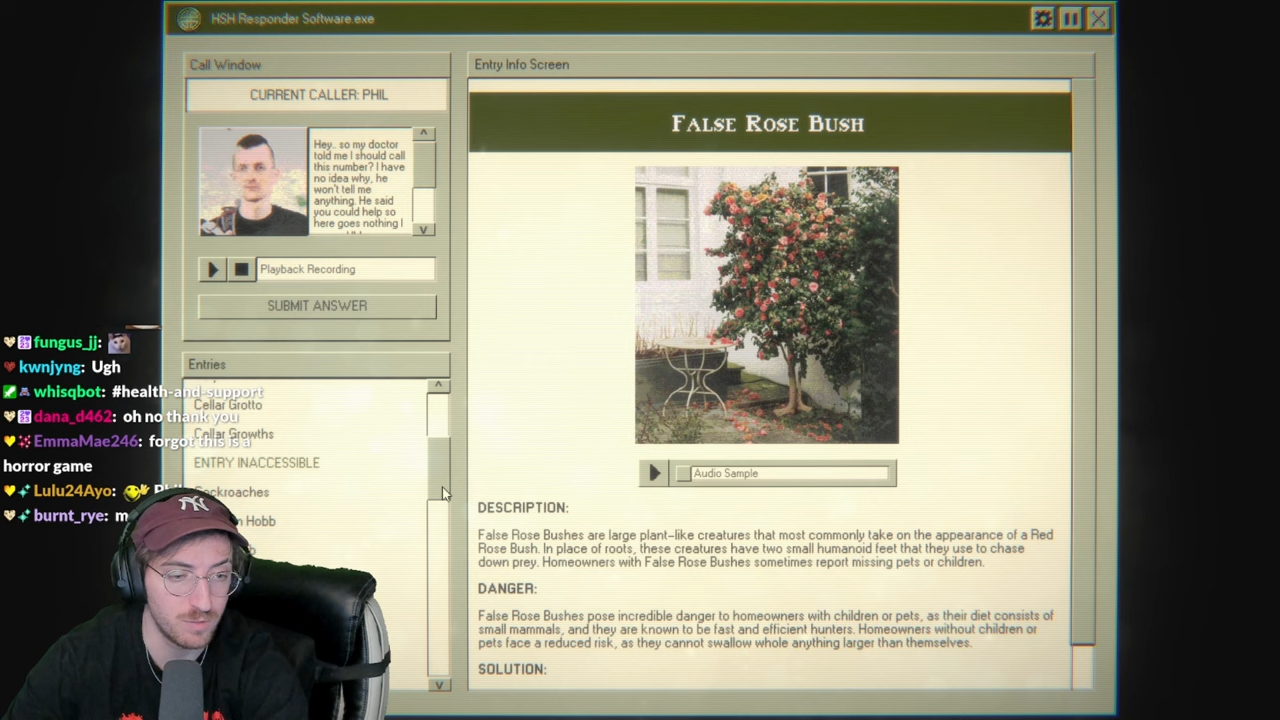 HSH Responder Software.exe
Call Window
CURRENT CALLER: PHIL
Hey.. so my doctor
told me I should call
this number? I have
no idea why, he
won't tell me
anything. He said
you could help so
here goes nothing I
Playback Recording
SUBMIT ANSWER
Entries
Cellar Grotto
Cellar Growths
ENTRY INACCESSIBLE
Cockroaches
Hobb
Entry Info Screen
FALSE ROSE BUSH
Audio Sample
DESCRIPTION:
False Rose Bushes are large plant-like creatures that most commonly take on the appearance of a Red
Rose Bush. In place of roots, these creatures have two small humanoid feet that they use to chase
down prey. Homeowners with False Rose Bushes sometimes report missing pets or children.
DANGER:
False Rose Bushes pose incredible danger to homeowners with children or pets, as their diet consists of
small mammals, and they are known to be fast and efficient hunters. Homeowners without children or
pets face a reduced risk, as they cannot swallow whole anything larger than themselves.
SOLUTION:
fungus_jj:
kwnjyng: Ugh
whisqbot: #health-and-support
dana_d462: oh no thank you
EmmaMae246: forgot this is a
horror game
Lulu24Ayo:
burnt_rye:
NY